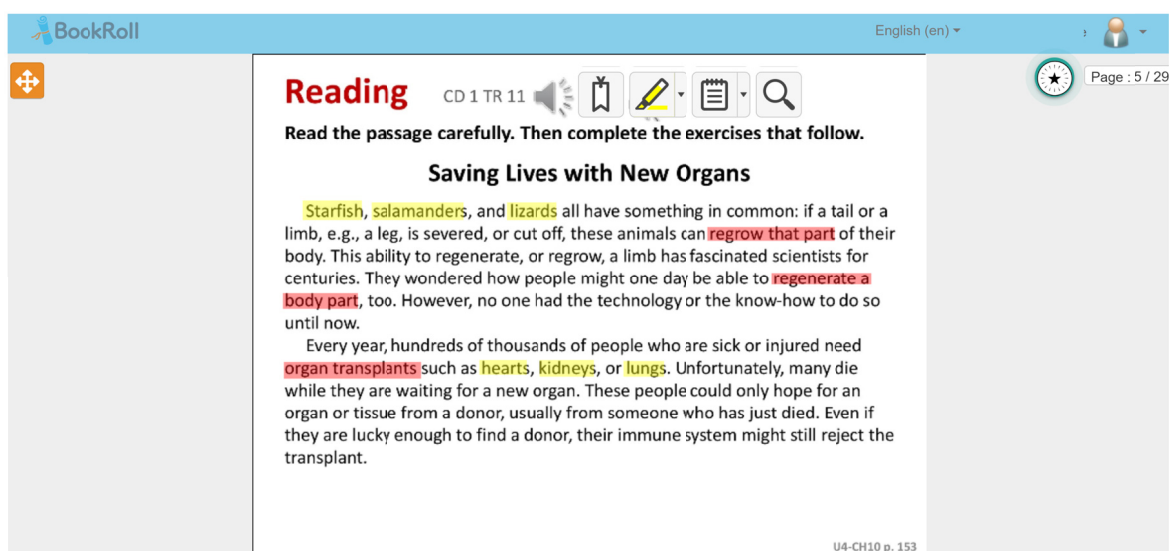 BookRoll
English (en)
Page : 5 / 29
Reading CD 1 TR 11
Read the passage carefully. Then complete the exercises that follow.
Saving Lives with New Organs
Starfish, salamanders, and lizards all have something in common: if a tail or a
limb, e.g., a leg, is severed, or cut off, these animals can regrow that part of their
body. This ability to regenerate, or regrow, a limb has fascinated scientists for
centuries. They wondered how people might one day be able to regenerate a
body part, too. However, no one had the technology or the know-how to do so
until now.
Every year, hundreds of thousands of people who are sick or injured need
organ transplants such as hearts, kidneys, or lungs. Unfortunately, many die
while they are waiting for a new organ. These people could only hope for an
organ or tissue from a donor, usually from someone who has just died. Even if
they are lucky enough to find a donor, their immune system might still reject the
transplant.
U4-CH10 p. 153